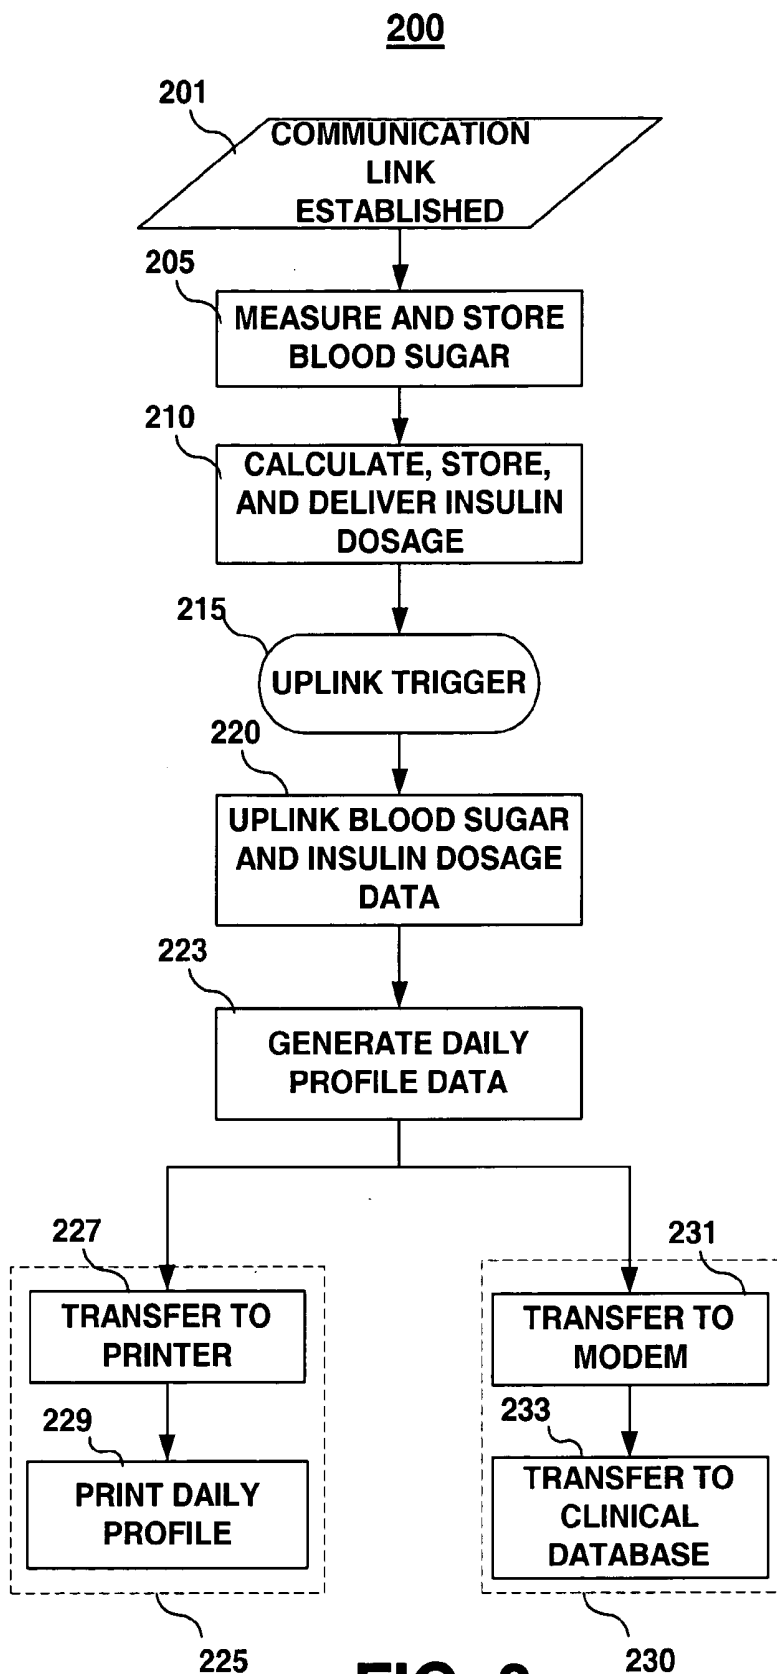 200
201
COMMUNICATION
LINK
ESTABLISHED
205
MEASURE AND STORE
BLOOD SUGAR
210
CALCULATE, STORE,
AND DELIVER INSULIN
DOSAGE
215
UPLINK TRIGGER
220
UPLINK BLOOD SUGAR
AND INSULIN DOSAGE
DATA
223
GENERATE DAILY
PROFILE DATA
227
TRANSFER TO
PRINTER
229
PRINT DAILY
PROFILE
225
231
TRANSFER TO
MODEM
233
TRANSFER TO
CLINICAL
DATABASE
230
FIG.